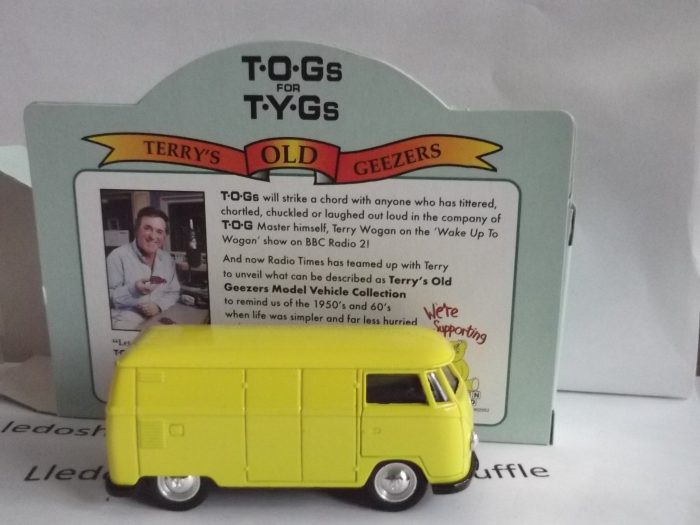 T·O·Gs
FOR
T·Y·Gs
TERRY'S OLD GEEZERS
T·O·Gs will strike a chord with anyone who has tittered,
chortled, chuckled or laughed out loud in the company of
T·O·G Master himself, Terry Wogan on the 'Wake Up To
Wogan' show on BBC Radio 2!
And now Radio Times has teamed up with Terry
to unveil what can be described as Terry's Old
Geezers Model Vehicle Collection
to remind us of the 1950's and 60's
when life was simpler and far less hurried
We're
Supporting